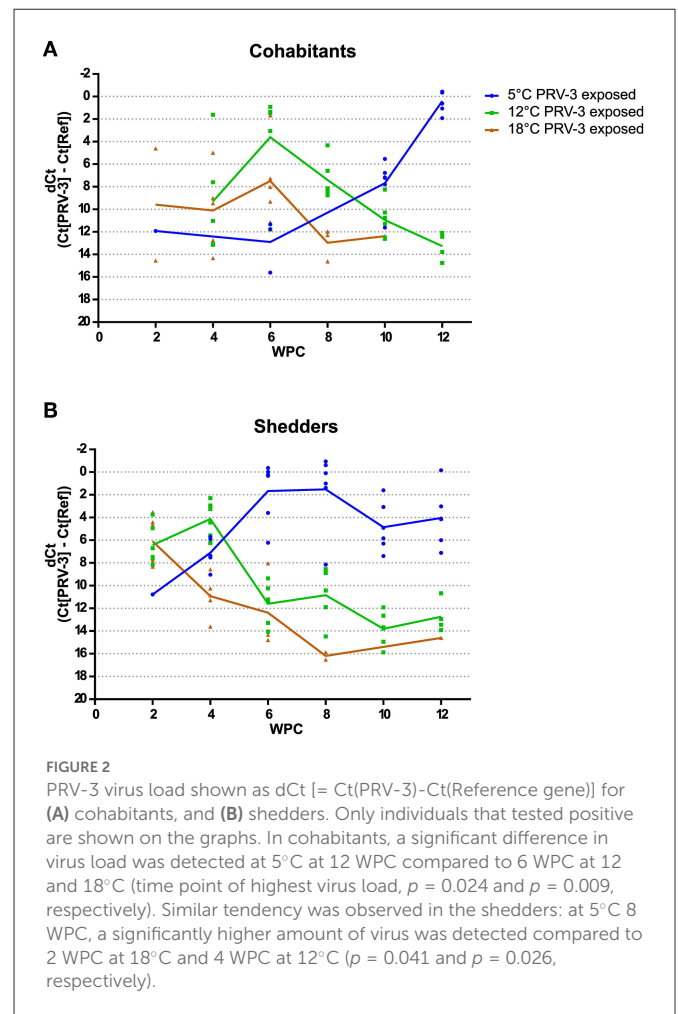 A
Cohabitants
-2
0
2
4
6
8
10
12
14
16
18
20
dCt
(Ct[PRV-3] - Ct[Ref])
0 2 4 6 8 10 12
WPC
5°C PRV-3 exposed
12°C PRV-3 exposed
18°C PRV-3 exposed
B
Shedders
-2
0
2
4
6
8
10
12
14
16
18
20
dCt
(Ct[PRV-3] - Ct[Ref])
0 2 4 6 8 10 12
WPC
FIGURE 2
PRV-3 virus load shown as dCt [= Ct(PRV-3)-Ct(Reference gene)] for
(A) cohabitants, and (B) shedders. Only individuals that tested positive
are shown on the graphs. In cohabitants, a significant difference in
virus load was detected at 5°C at 12 WPC compared to 6 WPC at 12
and 18°C (time point of highest virus load, p = 0.024 and p = 0.009,
respectively). Similar tendency was observed in the shedders: at 5°C 8
WPC, a significantly higher amount of virus was detected compared to
2 WPC at 18°C and 4 WPC at 12°C (p = 0.041 and p = 0.026,
respectively).